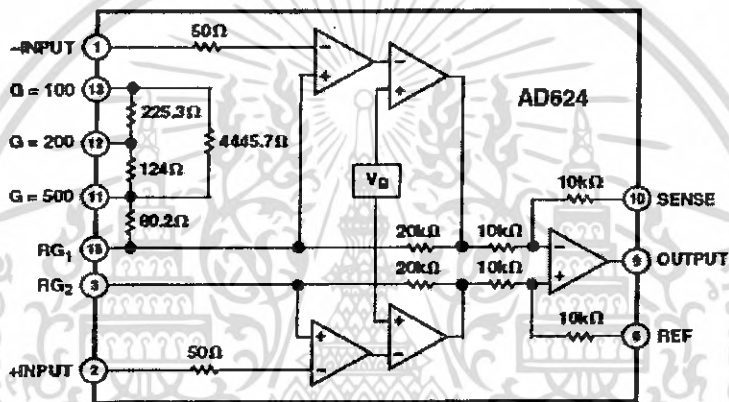 –INPUT 1 50Ω
G = 100 13
225.3Ω
AD624
G = 200 12
4445.7Ω
124Ω
VB
G = 500 11
10kΩ
10 SENSE
80.2Ω
20kΩ 10kΩ
RG1 16
9 OUTPUT
RG2 3
20kΩ 10kΩ
10kΩ
6 REF
50Ω
+INPUT 2